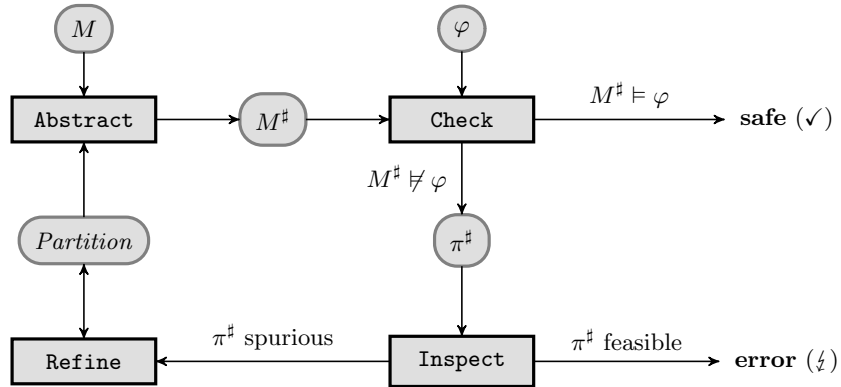 M
φ
Abstract
M♯
Check
M♯ ⊨ φ
safe (✓)
M♯ ⊭ φ
Partition
π♯
Refine
π♯ spurious
Inspect
π♯ feasible
error (↯)